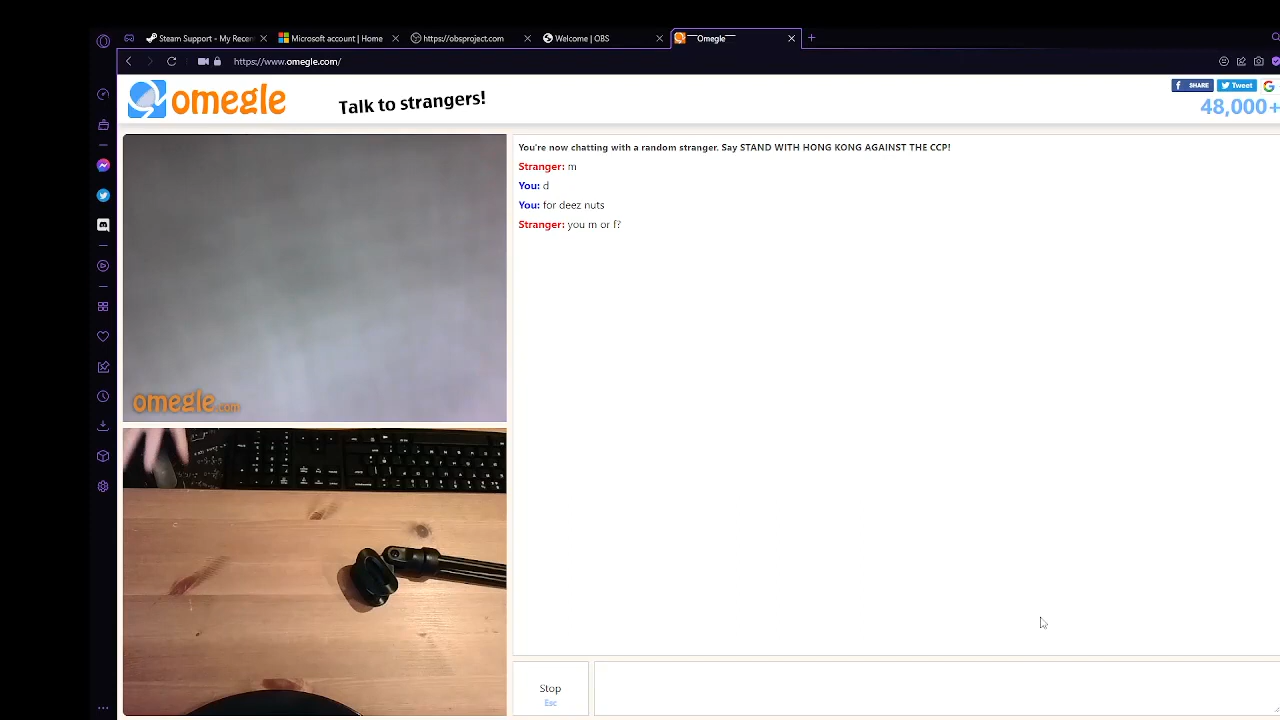 Steam Support - My Recen
Microsoft account | Home
https://obsproject.com
Welcome | OBS
Omegle
https://www.omegle.com/
omegle
Talk to strangers!
SHARE
Tweet
48,000+
You're now chatting with a random stranger. Say STAND WITH HONG KONG AGAINST THE CCP!
Stranger: m
You: d
You: for deez nuts
Stranger: you m or f?
omegle.com
Stop
Esc